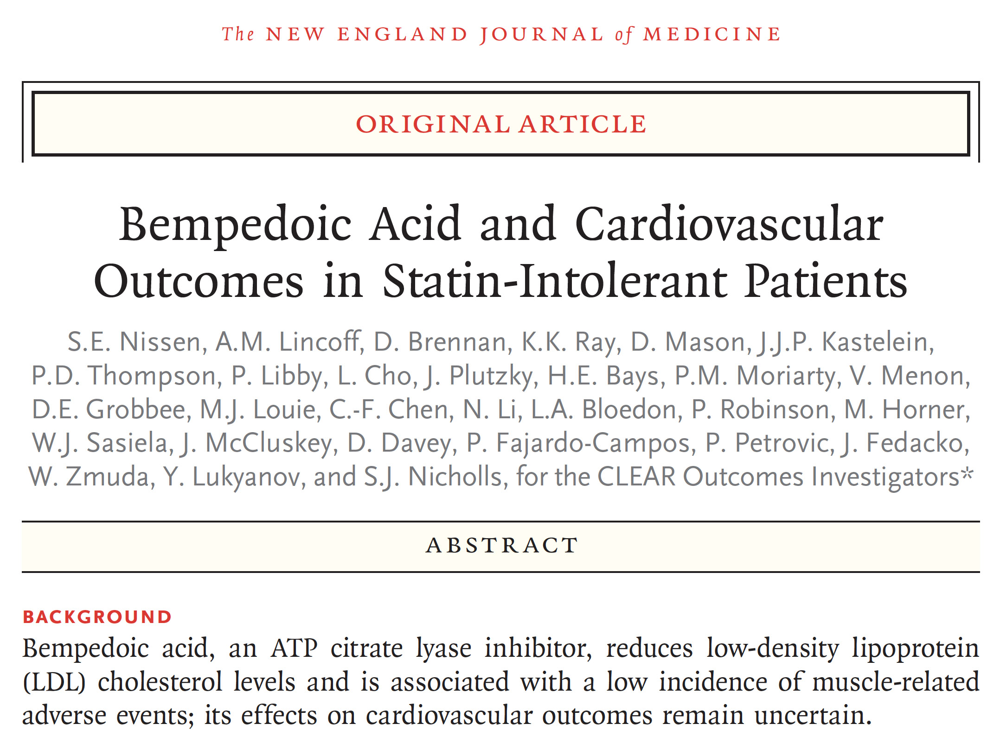 The NEW ENGLAND JOURNAL of MEDICINE
ORIGINAL ARTICLE
Bempedoic Acid and Cardiovascular
Outcomes in Statin-Intolerant Patients
S.E. Nissen, A.M. Lincoff, D. Brennan, K.K. Ray, D. Mason, J.J.P. Kastelein,
P.D. Thompson, P. Libby, L. Cho, J. Plutzky, H.E. Bays, P.M. Moriarty, V. Menon,
D.E. Grobbee, M.J. Louie, C.-F. Chen, N. Li, L.A. Bloedon, P. Robinson, M. Horner,
W.J. Sasiela, J. McCluskey, D. Davey, P. Fajardo-Campos, P. Petrovic, J. Fedacko,
W. Zmuda, Y. Lukyanov, and S.J. Nicholls, for the CLEAR Outcomes Investigators*
ABSTRACT
BACKGROUND
Bempedoic acid, an ATP citrate lyase inhibitor, reduces low-density lipoprotein
(LDL) cholesterol levels and is associated with a low incidence of muscle-related
adverse events; its effects on cardiovascular outcomes remain uncertain.